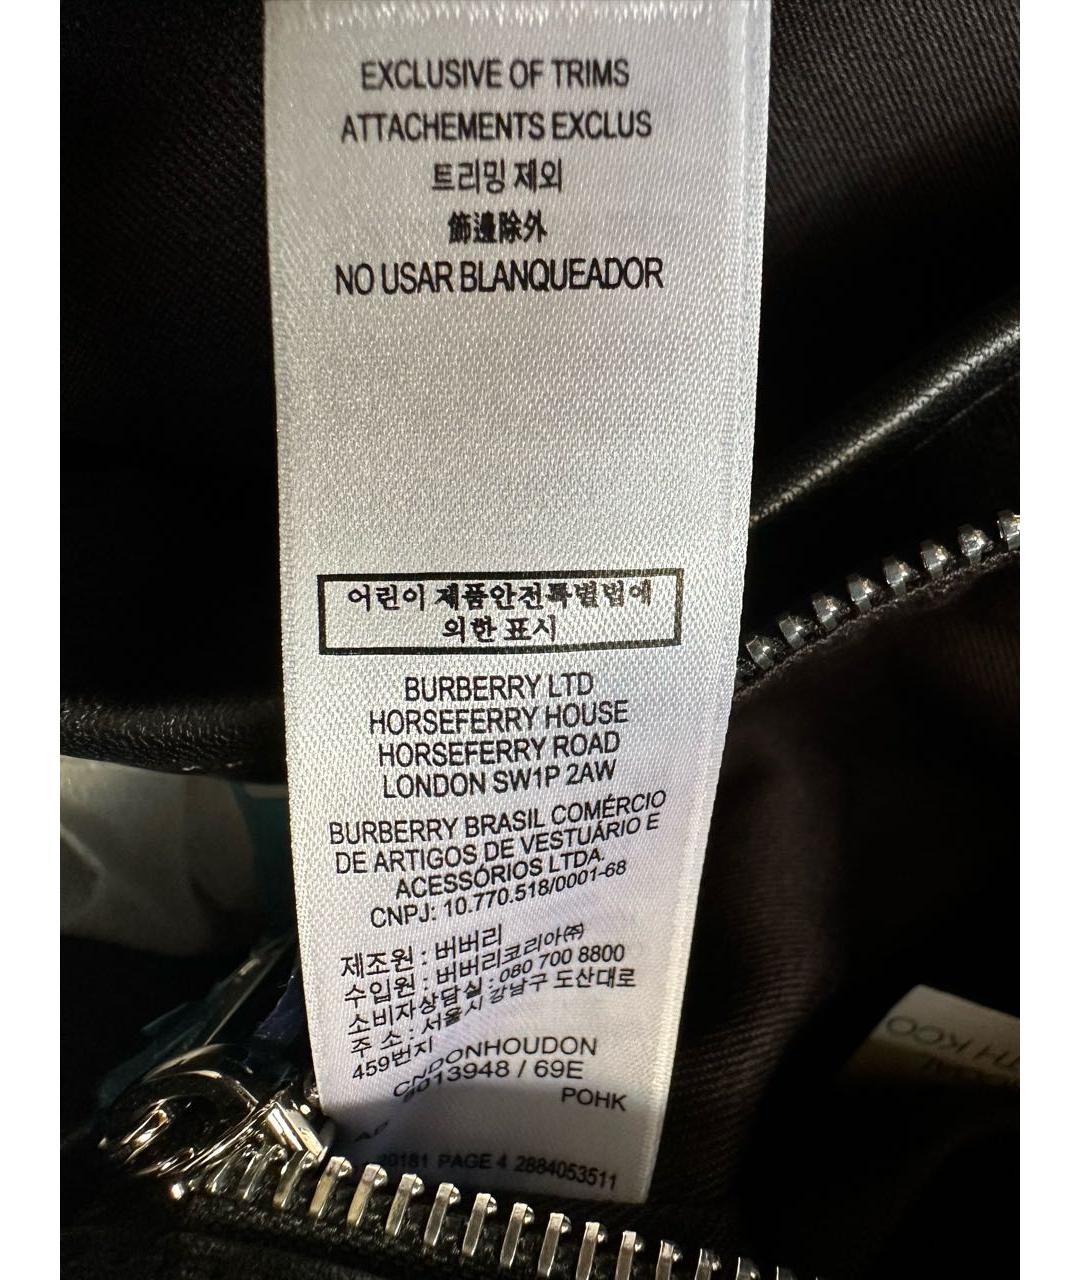 EXCLUSIVE OF TRIMS
ATTACHEMENTS EXCLUS
트리밍 제외
飾邊除外
NO USAR BLANQUEADOR
어린이 제품안전특별법에
의한 표시
BURBERRY LTD
HORSEFERRY HOUSE
HORSEFERRY ROAD
LONDON SW1P 2AW
BURBERRY BRASIL COMÉRCIO
DE ARTIGOS DE VESTUÁRIO E
ACESSÓRIOS LTDA.
CNPJ: 10.770.518/0001-68
제조원 : 버버리
수입원 : 버버리코리아㈜
소비자상담실 : 080 700 8800
주 소 : 서울시 강남구 도산대로
459번지
CNDONHOUDON
8013948 / 69E
POHK
PAGE 4 2884053511